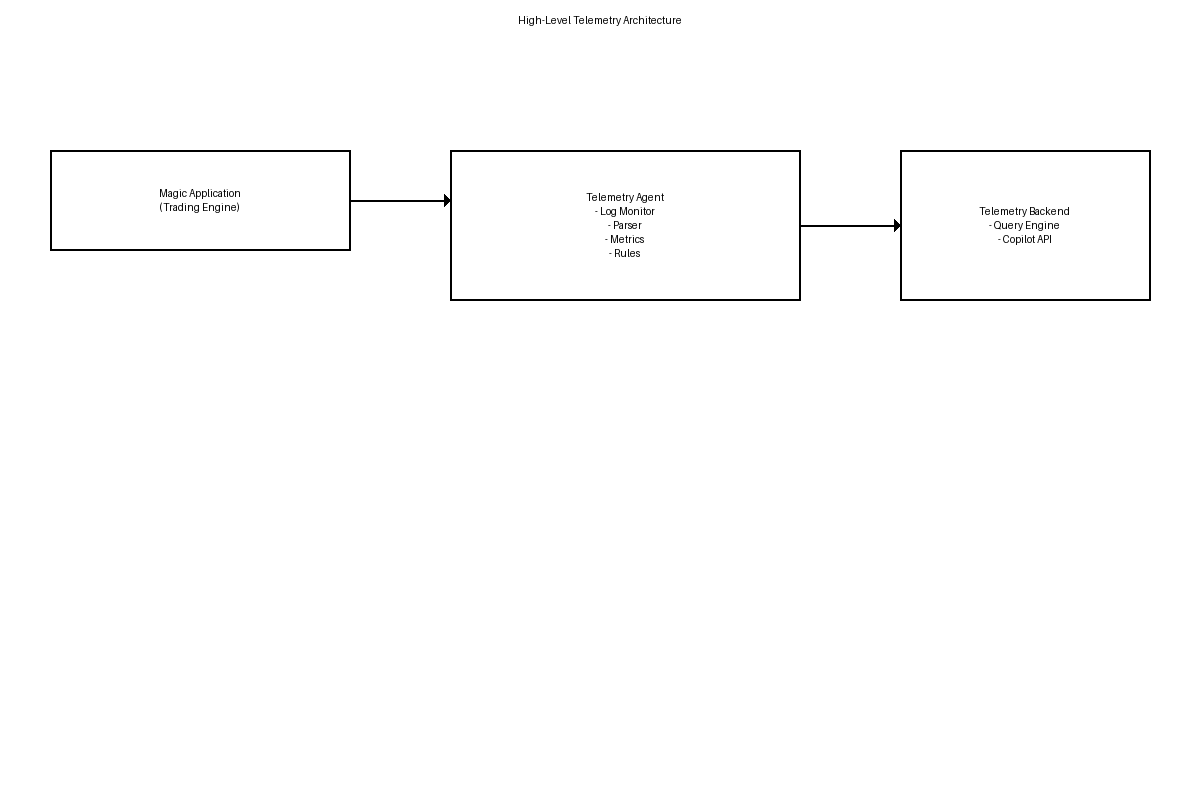 High-Level Telemetry Architecture
Magic Application
(Trading Engine)
Telemetry Agent
- Log Monitor
- Parser
- Metrics
- Rules
Telemetry Backend
- Query Engine
- Copilot API